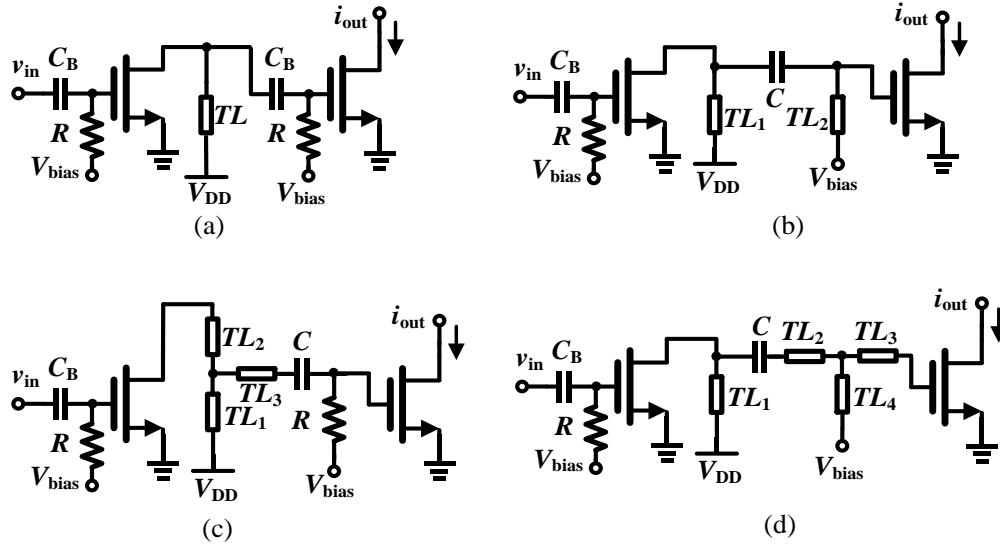 i_out
v_in C_B C_B
R TL R
V_bias V_DD V_bias
(a)
i_out
v_in C_B C
R TL_1 TL_2
V_bias V_DD V_bias
(b)
i_out
TL_2 C
v_in C_B TL_3
R TL_1 R
V_bias V_DD V_bias
(c)
i_out
C TL_2 TL_3
v_in C_B
R TL_1 TL_4
V_bias V_DD V_bias
(d)